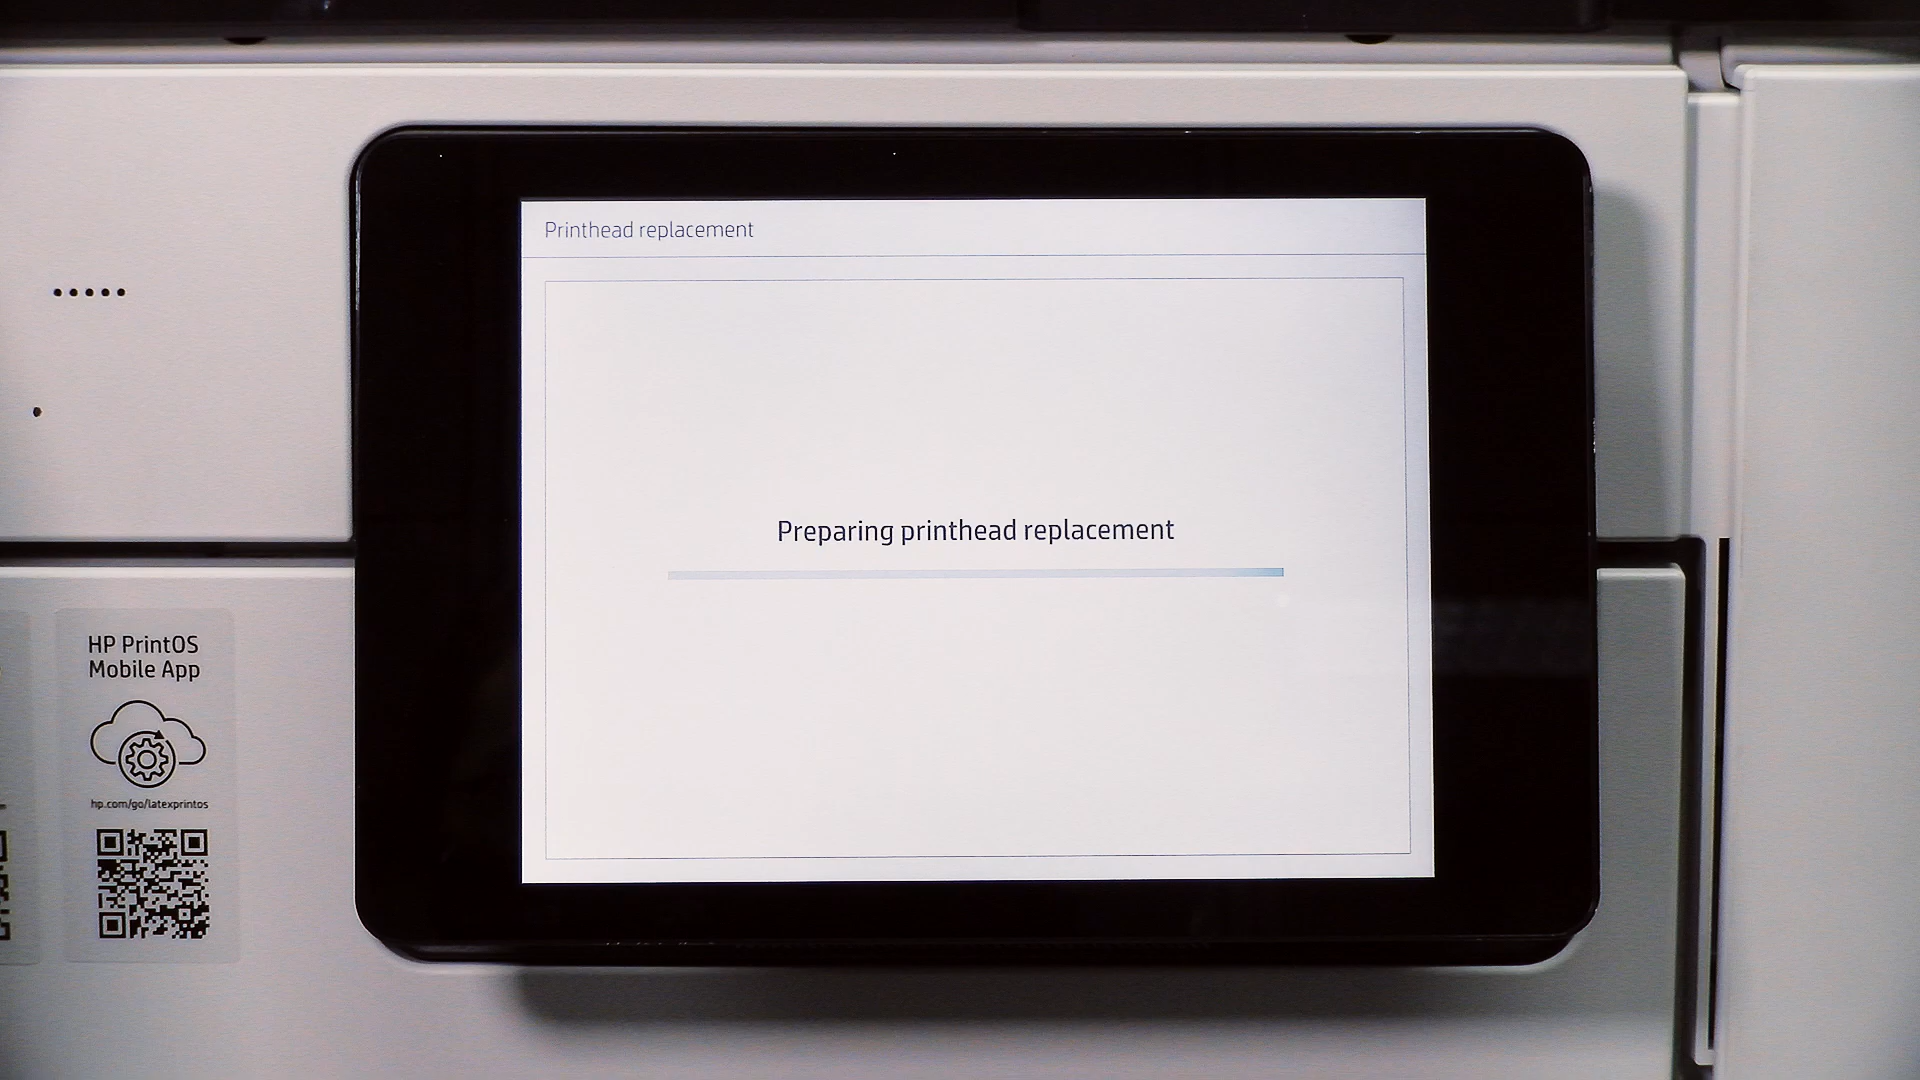 Printhead replacement
Preparing printhead replacement
HP PrintOS
Mobile App
hp.com/go/latexprintos